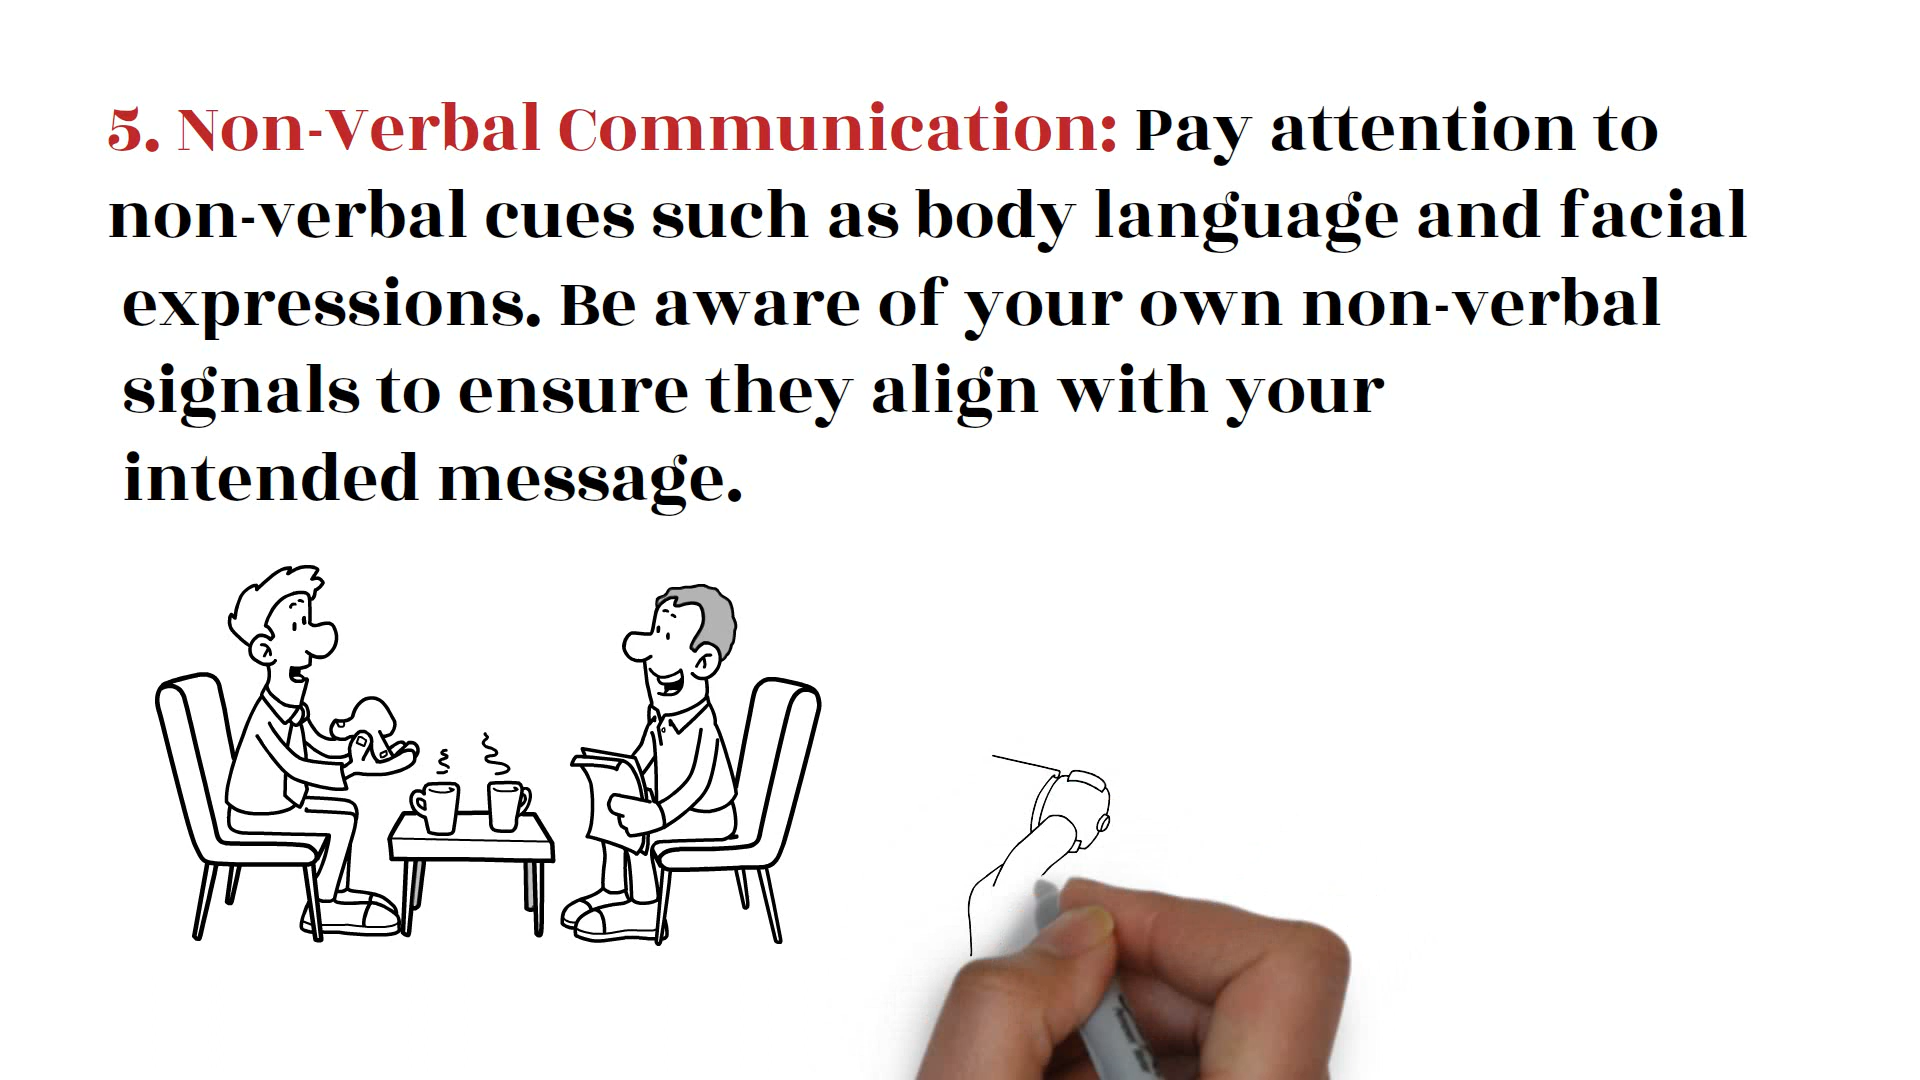 5. Non-Verbal Communication: Pay attention to
non-verbal cues such as body language and facial
expressions. Be aware of your own non-verbal
signals to ensure they align with your
intended message.